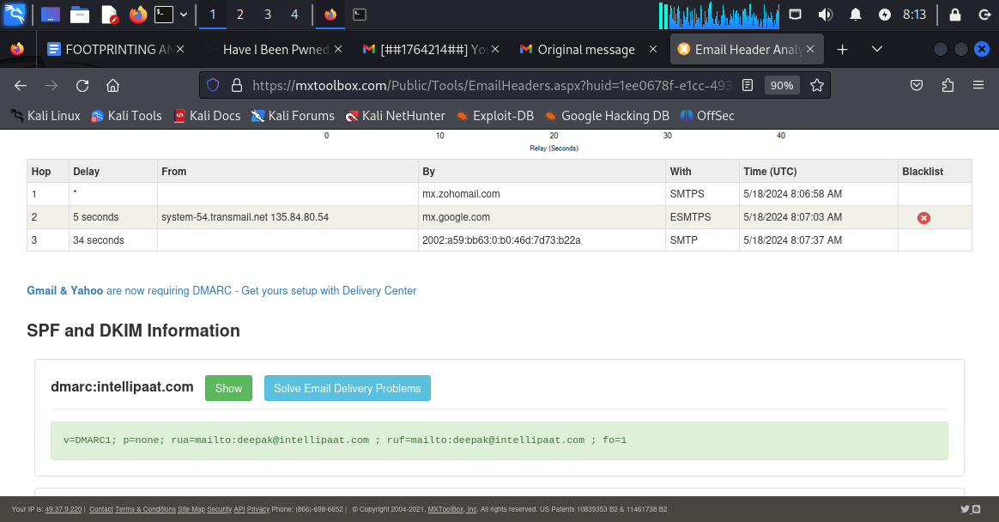 1 2 3 4 8:13
FOOTPRINTING AN Have I Been Pwned [##1764214##] Yo Original message Email Header Analy
https://mxtoolbox.com/Public/Tools/EmailHeaders.aspx?huid=1ee0678f-e1cc-493 90%
Kali Linux Kali Tools Kali Docs Kali Forums Kali NetHunter Exploit-DB Google Hacking DB OffSec
0 10 20 30 40
Relay (Seconds)
Hop Delay From By With Time (UTC) Blacklist
1 * mx.zohomail.com SMTPS 5/18/2024 8:06:58 AM
2 5 seconds system-54.transmail.net 135.84.80.54 mx.google.com ESMTPS 5/18/2024 8:07:03 AM
3 34 seconds 2002:a59:bb63:0:b0:46d:7d73:b22a SMTP 5/18/2024 8:07:37 AM
Gmail & Yahoo are now requiring DMARC - Get yours setup with Delivery Center
SPF and DKIM Information
dmarc:intellipaat.com Show Solve Email Delivery Problems
v=DMARC1; p=none; rua=mailto:deepak@intellipaat.com ; ruf=mailto:deepak@intellipaat.com ; fo=1
Your IP is: 49.37.9.220 | Contact Terms & Conditions Site Map Security API Privacy Phone: (866)-698-6652 | © Copyright 2004-2021, MXToolBox, Inc, All rights reserved. US Patents 10839353 B2 & 11461738 B2